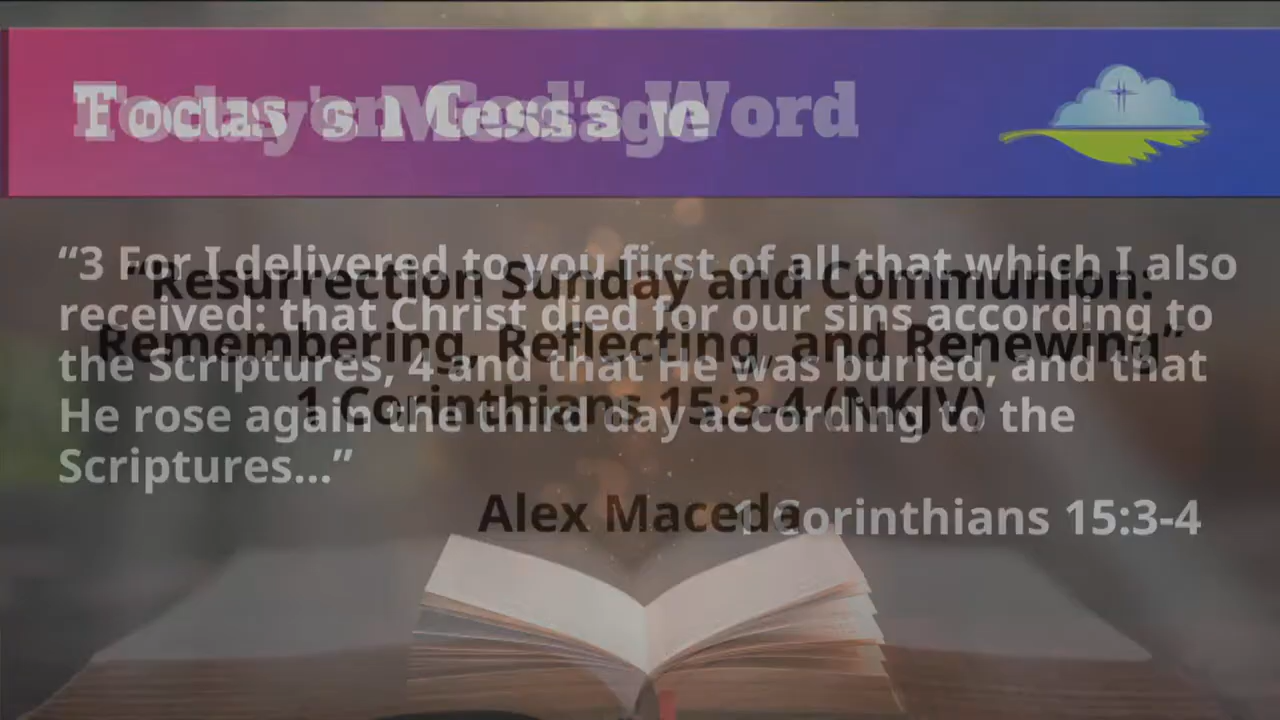 Today's Message
Focus on God's Word
“Resurrection Sunday and Communion:
Remembering, Reflecting, and Renewing”
1 Corinthians 15:3-4 (NKJV)
Alex Maceda
“3 For I delivered to you first of all that which I also
received: that Christ died for our sins according to
the Scriptures, 4 and that He was buried, and that
He rose again the third day according to the
Scriptures...”
1 Corinthians 15:3-4